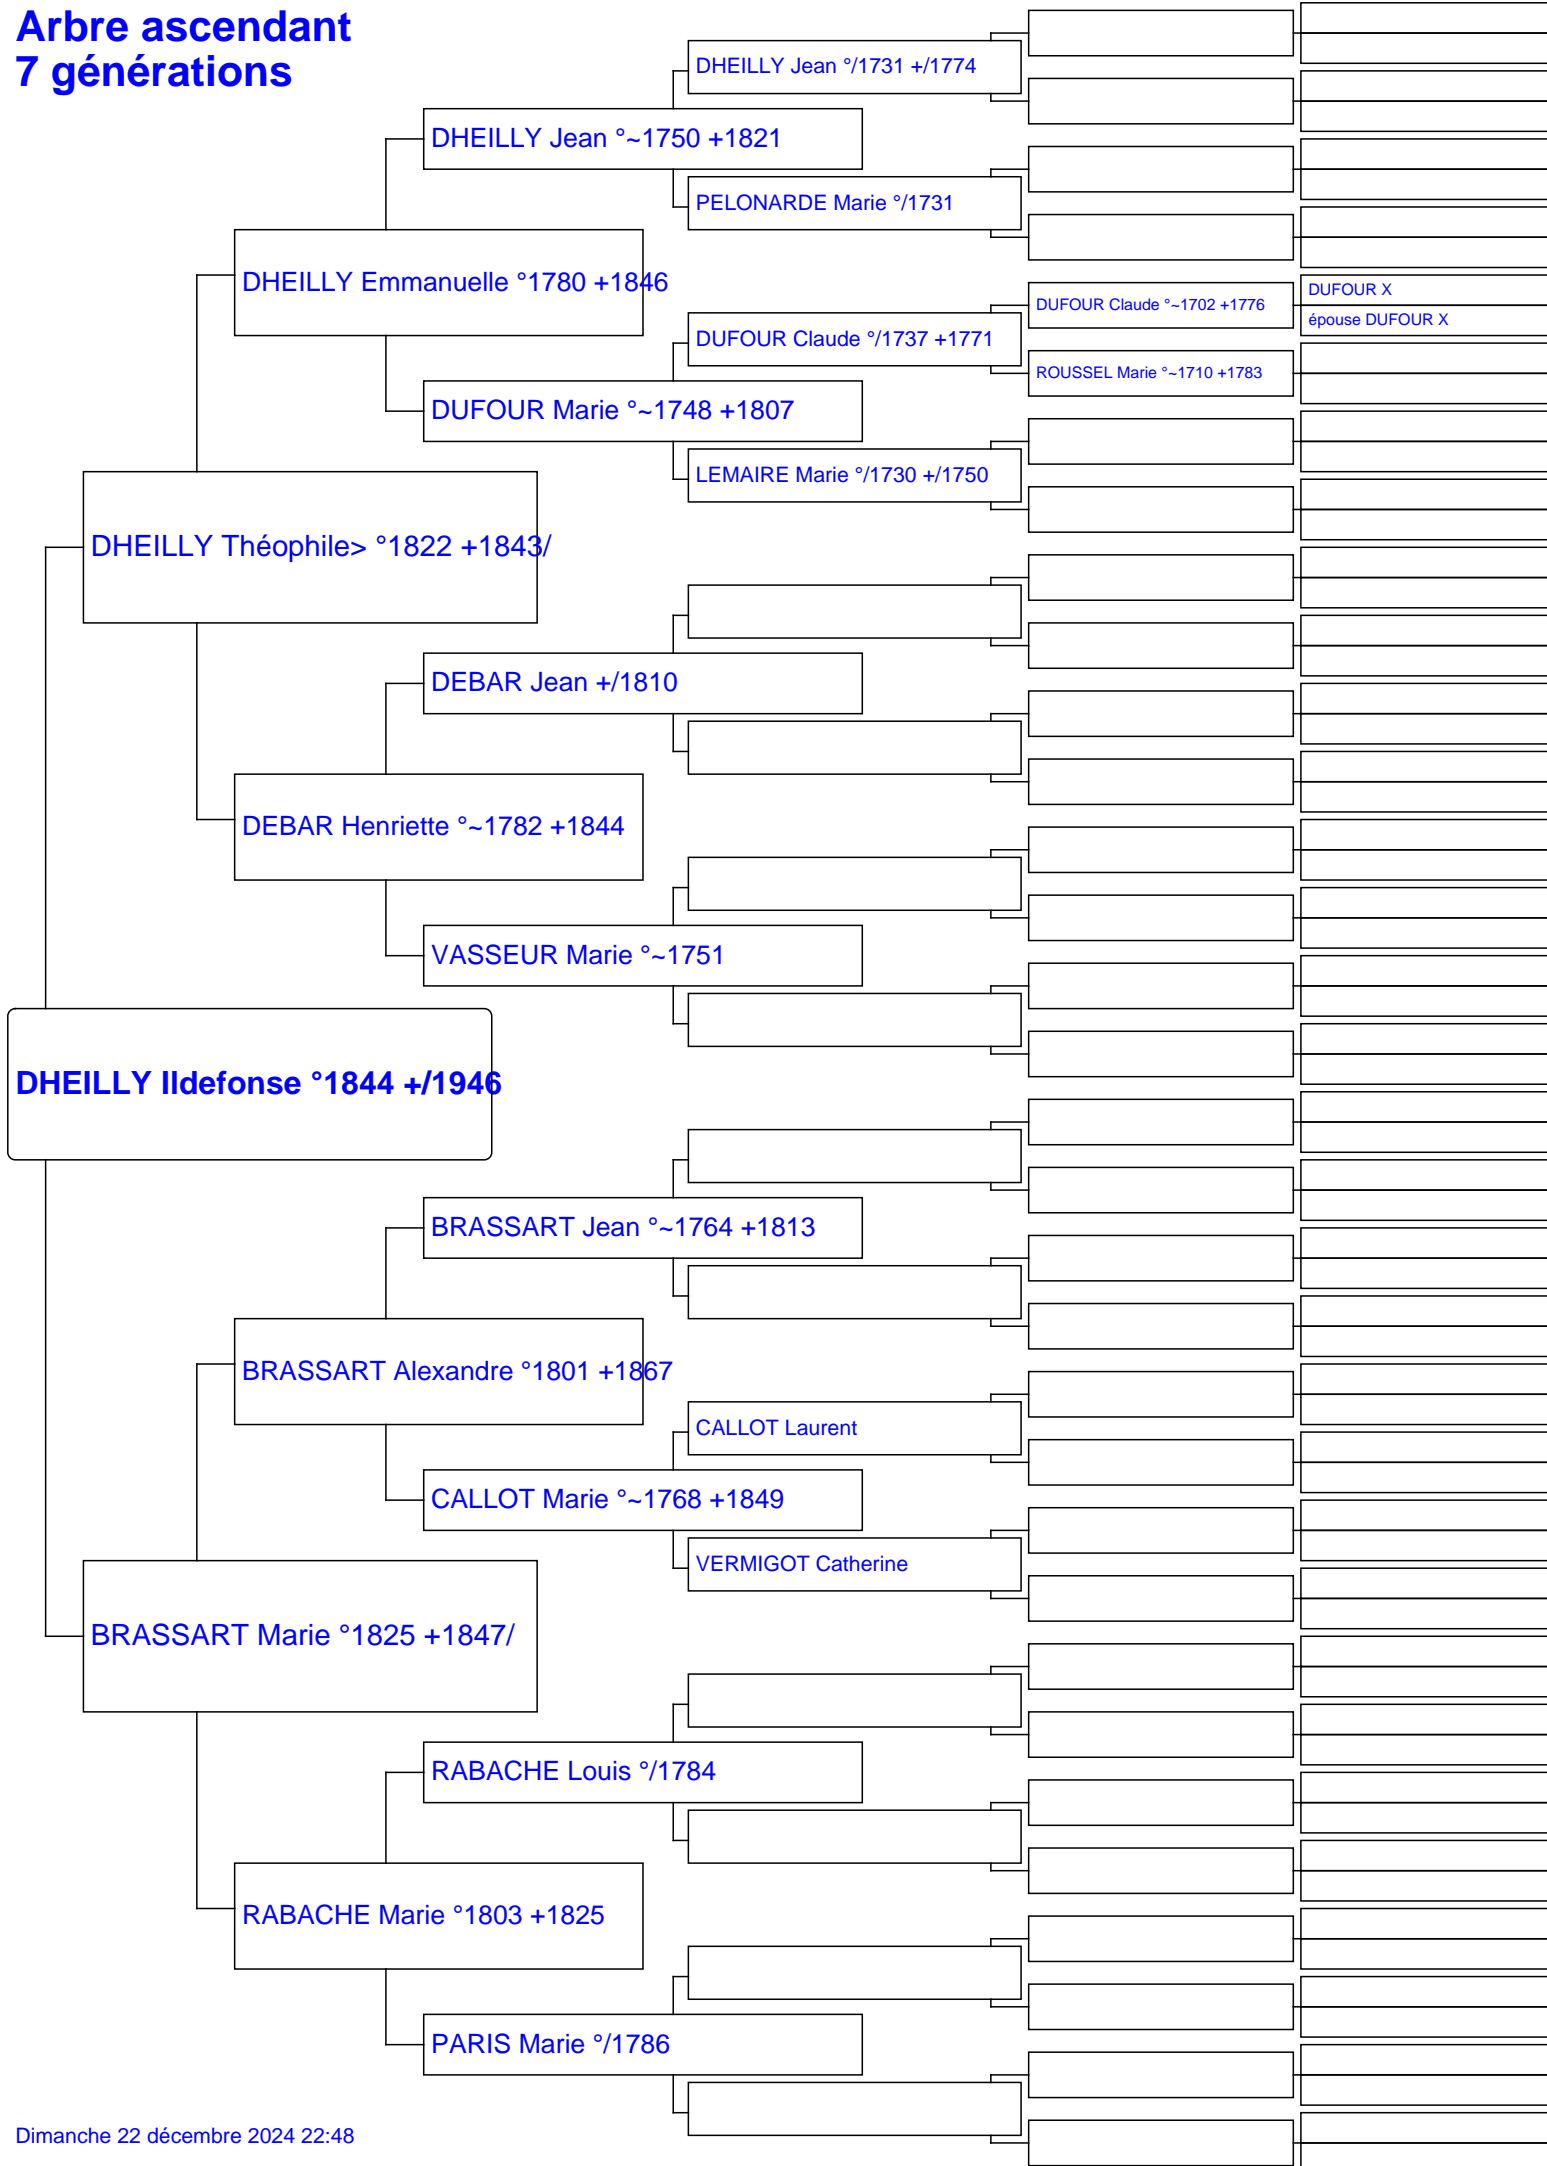 Arbre ascendant
7 générations
DHEILLY Jean °/1731 +/1774
DHEILLY Jean °~1750 +1821
PELONARDE Marie °/1731
DHEILLY Emmanuelle °1780 +1846
DUFOUR X
DUFOUR Claude °~1702 +1776
épouse DUFOUR X
DUFOUR Claude °/1737 +1771
ROUSSEL Marie °~1710 +1783
DUFOUR Marie °~1748 +1807
LEMAIRE Marie °/1730 +/1750
DHEILLY Théophile> °1822 +1843/
DEBAR Jean +/1810
DEBAR Henriette °~1782 +1844
VASSEUR Marie °~1751
DHEILLY Ildefonse °1844 +/1946
BRASSART Jean °~1764 +1813
BRASSART Alexandre °1801 +1867
CALLOT Laurent
CALLOT Marie °~1768 +1849
VERMIGOT Catherine
BRASSART Marie °1825 +1847/
RABACHE Louis °/1784
RABACHE Marie °1803 +1825
PARIS Marie °/1786
Dimanche 22 décembre 2024 22:48